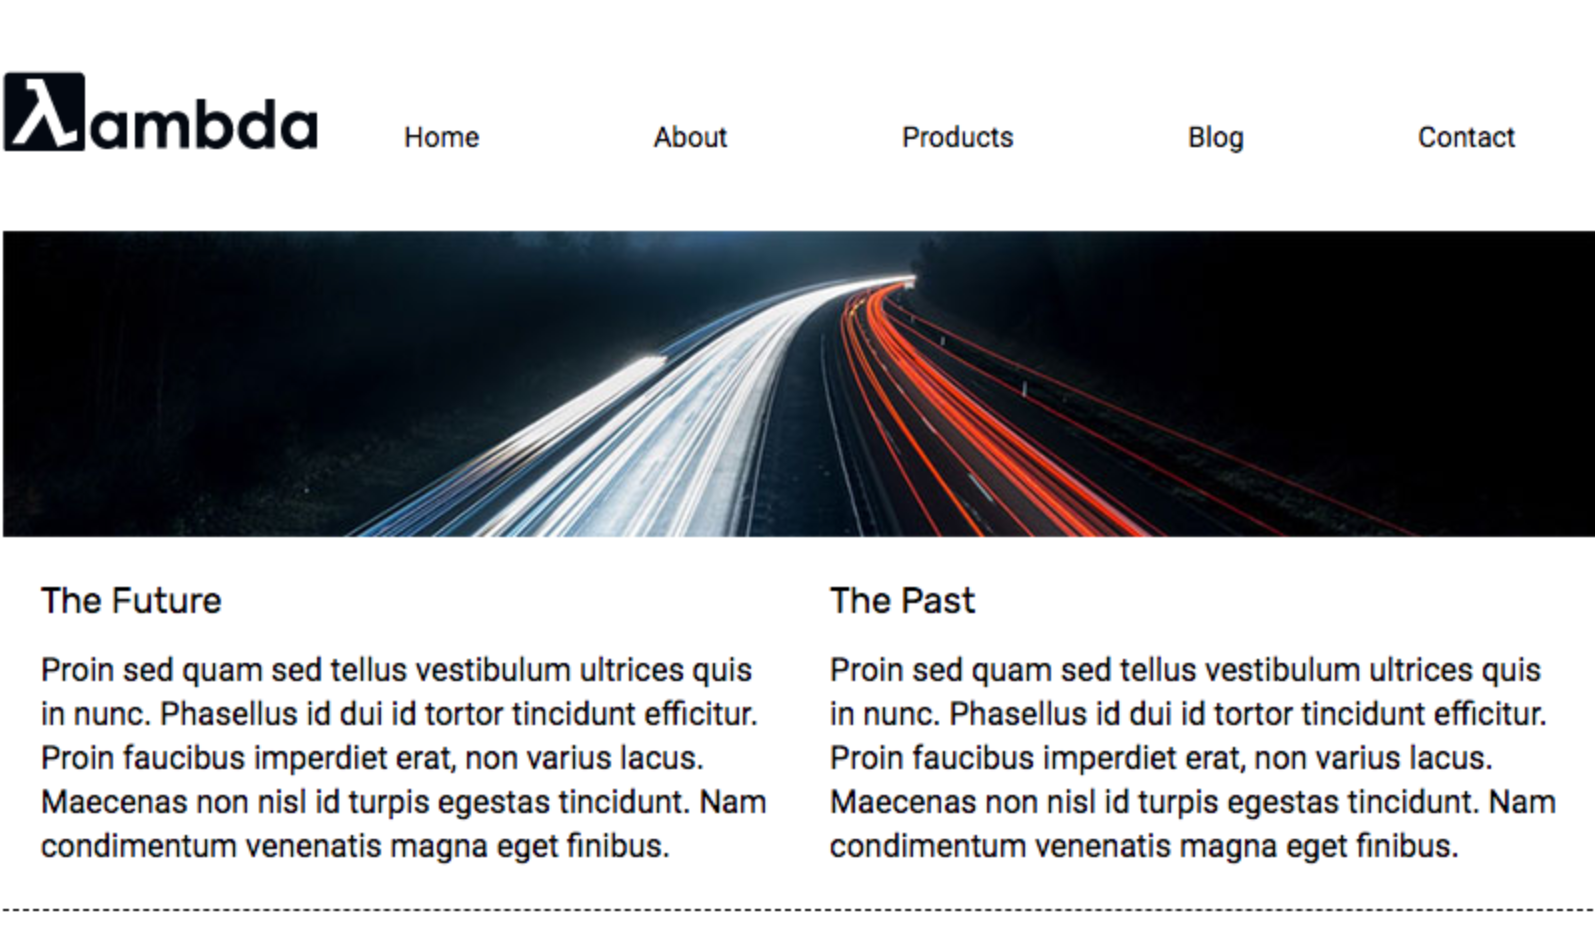 λambda
Home About Products Blog Contact
The Future
Proin sed quam sed tellus vestibulum ultrices quis
in nunc. Phasellus id dui id tortor tincidunt efficitur.
Proin faucibus imperdiet erat, non varius lacus.
Maecenas non nisl id turpis egestas tincidunt. Nam
condimentum venenatis magna eget finibus.
The Past
Proin sed quam sed tellus vestibulum ultrices quis
in nunc. Phasellus id dui id tortor tincidunt efficitur.
Proin faucibus imperdiet erat, non varius lacus.
Maecenas non nisl id turpis egestas tincidunt. Nam
condimentum venenatis magna eget finibus.